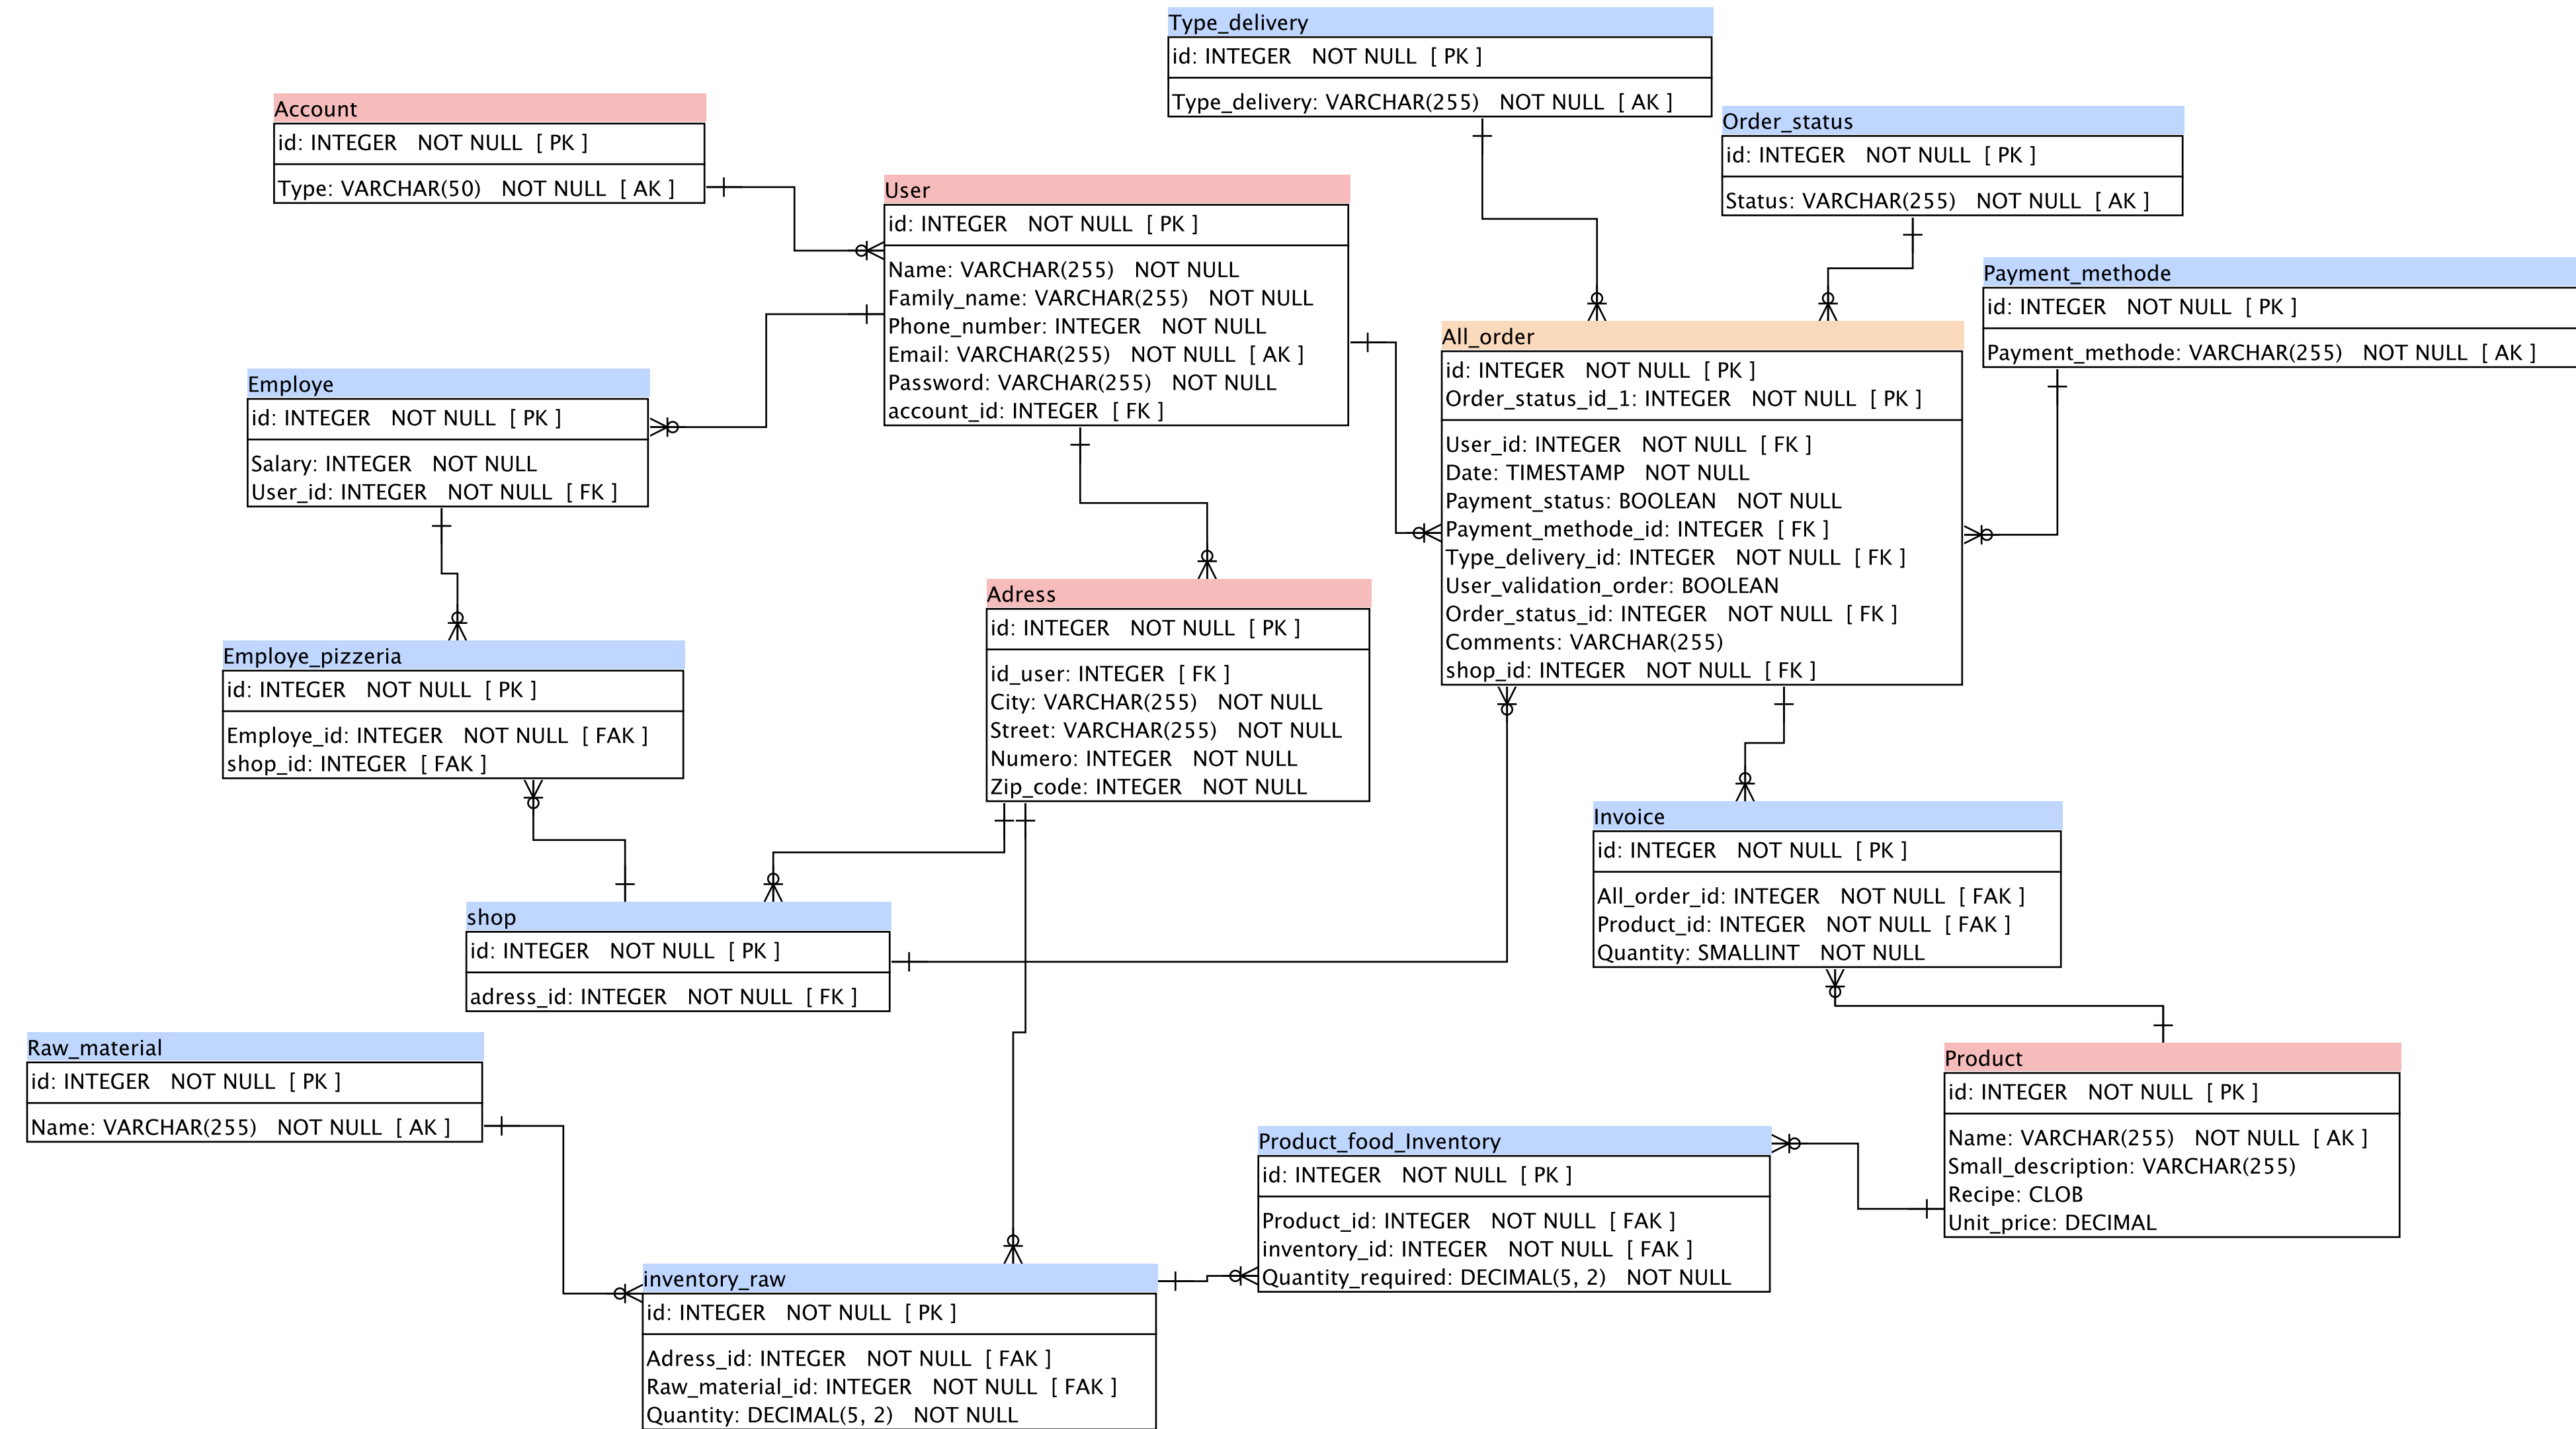 Type_delivery
id: INTEGER NOT NULL [ PK ]
Type_delivery: VARCHAR(255) NOT NULL [ AK ]
Account
id: INTEGER NOT NULL [ PK ]
Type: VARCHAR(50) NOT NULL [ AK ]
Order_status
id: INTEGER NOT NULL [ PK ]
Status: VARCHAR(255) NOT NULL [ AK ]
User
id: INTEGER NOT NULL [ PK ]
Name: VARCHAR(255) NOT NULL
Family_name: VARCHAR(255) NOT NULL
Phone_number: INTEGER NOT NULL
Email: VARCHAR(255) NOT NULL [ AK ]
Password: VARCHAR(255) NOT NULL
account_id: INTEGER [ FK ]
Payment_methode
id: INTEGER NOT NULL [ PK ]
Payment_methode: VARCHAR(255) NOT NULL [ AK ]
All_order
id: INTEGER NOT NULL [ PK ]
Order_status_id_1: INTEGER NOT NULL [ PK ]
User_id: INTEGER NOT NULL [ FK ]
Date: TIMESTAMP NOT NULL
Payment_status: BOOLEAN NOT NULL
Payment_methode_id: INTEGER [ FK ]
Type_delivery_id: INTEGER NOT NULL [ FK ]
User_validation_order: BOOLEAN
Order_status_id: INTEGER NOT NULL [ FK ]
Comments: VARCHAR(255)
shop_id: INTEGER NOT NULL [ FK ]
Employe
id: INTEGER NOT NULL [ PK ]
Salary: INTEGER NOT NULL
User_id: INTEGER NOT NULL [ FK ]
Adress
id: INTEGER NOT NULL [ PK ]
id_user: INTEGER [ FK ]
City: VARCHAR(255) NOT NULL
Street: VARCHAR(255) NOT NULL
Numero: INTEGER NOT NULL
Zip_code: INTEGER NOT NULL
Employe_pizzeria
id: INTEGER NOT NULL [ PK ]
Employe_id: INTEGER NOT NULL [ FAK ]
shop_id: INTEGER [ FAK ]
Invoice
id: INTEGER NOT NULL [ PK ]
All_order_id: INTEGER NOT NULL [ FAK ]
Product_id: INTEGER NOT NULL [ FAK ]
Quantity: SMALLINT NOT NULL
shop
id: INTEGER NOT NULL [ PK ]
adress_id: INTEGER NOT NULL [ FK ]
Raw_material
id: INTEGER NOT NULL [ PK ]
Name: VARCHAR(255) NOT NULL [ AK ]
Product
id: INTEGER NOT NULL [ PK ]
Name: VARCHAR(255) NOT NULL [ AK ]
Small_description: VARCHAR(255)
Recipe: CLOB
Unit_price: DECIMAL
Product_food_Inventory
id: INTEGER NOT NULL [ PK ]
Product_id: INTEGER NOT NULL [ FAK ]
inventory_id: INTEGER NOT NULL [ FAK ]
Quantity_required: DECIMAL(5, 2) NOT NULL
inventory_raw
id: INTEGER NOT NULL [ PK ]
Adress_id: INTEGER NOT NULL [ FAK ]
Raw_material_id: INTEGER NOT NULL [ FAK ]
Quantity: DECIMAL(5, 2) NOT NULL